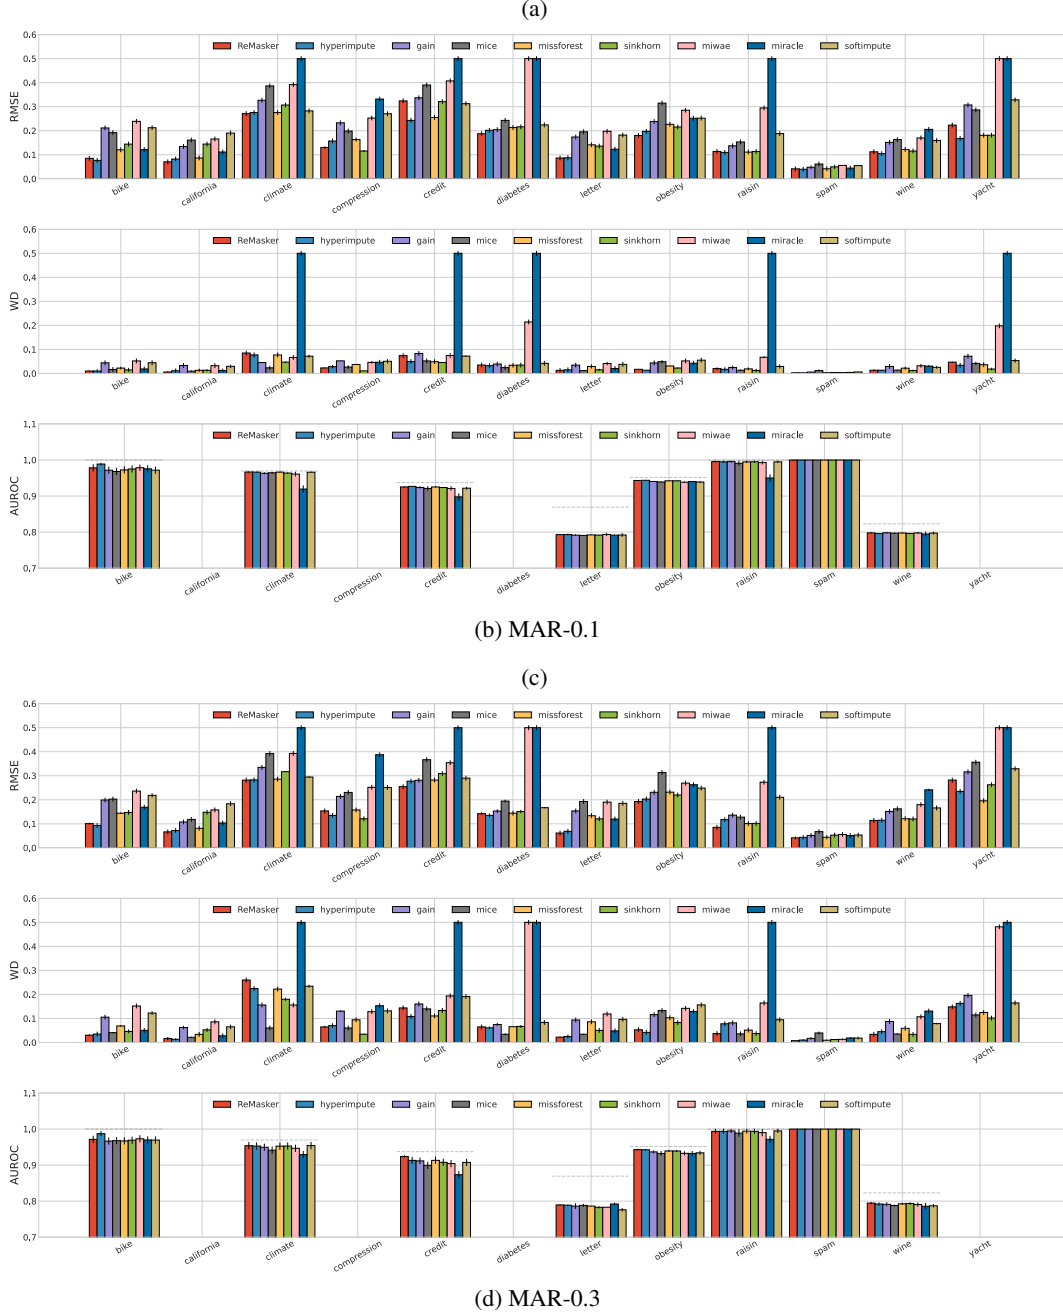 (a)
0.6
0.5
0.4
0.3
0.2
0.1
0.0
RMSE
ReMasker hyperimpute gain mice missforest sinkhorn miwae miracle softimpute
bike california climate compression credit diabetes letter obesity raisin spam wine yacht
0.6
0.5
0.4
0.3
0.2
0.1
0.0
WD
ReMasker hyperimpute gain mice missforest sinkhorn miwae miracle softimpute
bike california climate compression credit diabetes letter obesity raisin spam wine yacht
1.1
1.0
0.9
0.8
0.7
AUROC
ReMasker hyperimpute gain mice missforest sinkhorn miwae miracle softimpute
bike california climate compression credit diabetes letter obesity raisin spam wine yacht
(b) MAR-0.1
(c)
0.6
0.5
0.4
0.3
0.2
0.1
0.0
RMSE
ReMasker hyperimpute gain mice missforest sinkhorn miwae miracle softimpute
bike california climate compression credit diabetes letter obesity raisin spam wine yacht
0.6
0.5
0.4
0.3
0.2
0.1
0.0
WD
ReMasker hyperimpute gain mice missforest sinkhorn miwae miracle softimpute
bike california climate compression credit diabetes letter obesity raisin spam wine yacht
1.1
1.0
0.9
0.8
0.7
AUROC
ReMasker hyperimpute gain mice missforest sinkhorn miwae miracle softimpute
bike california climate compression credit diabetes letter obesity raisin spam wine yacht
(d) MAR-0.3